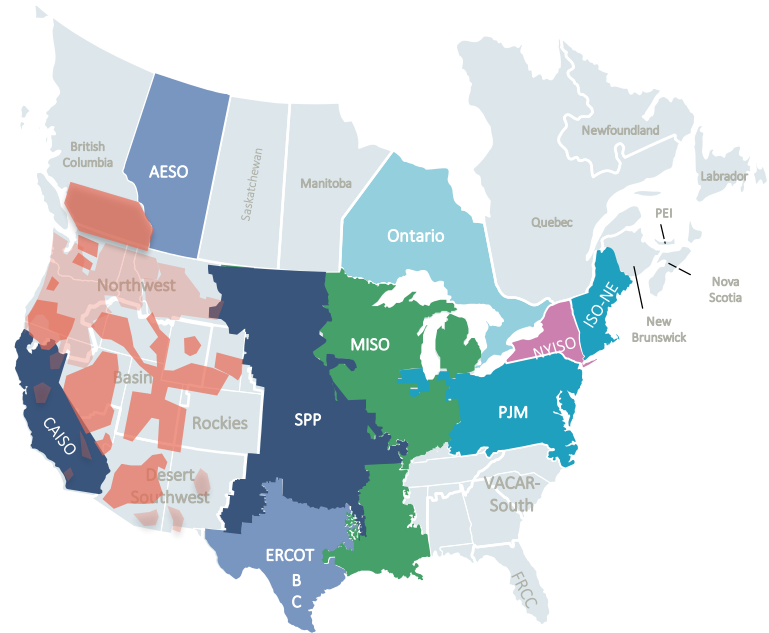 British
Columbia
AESO
Saskatchewan
Manitoba
Ontario
Quebec
Newfoundland
Labrador
PEI
Nova
Scotia
New
Brunswick
Northwest
MISO
NYISO
ISO-NE
Basin
Rockies
SPP
PJM
CAISO
Desert
Southwest
VACAR-
South
ERCOT
B
C
FRCC